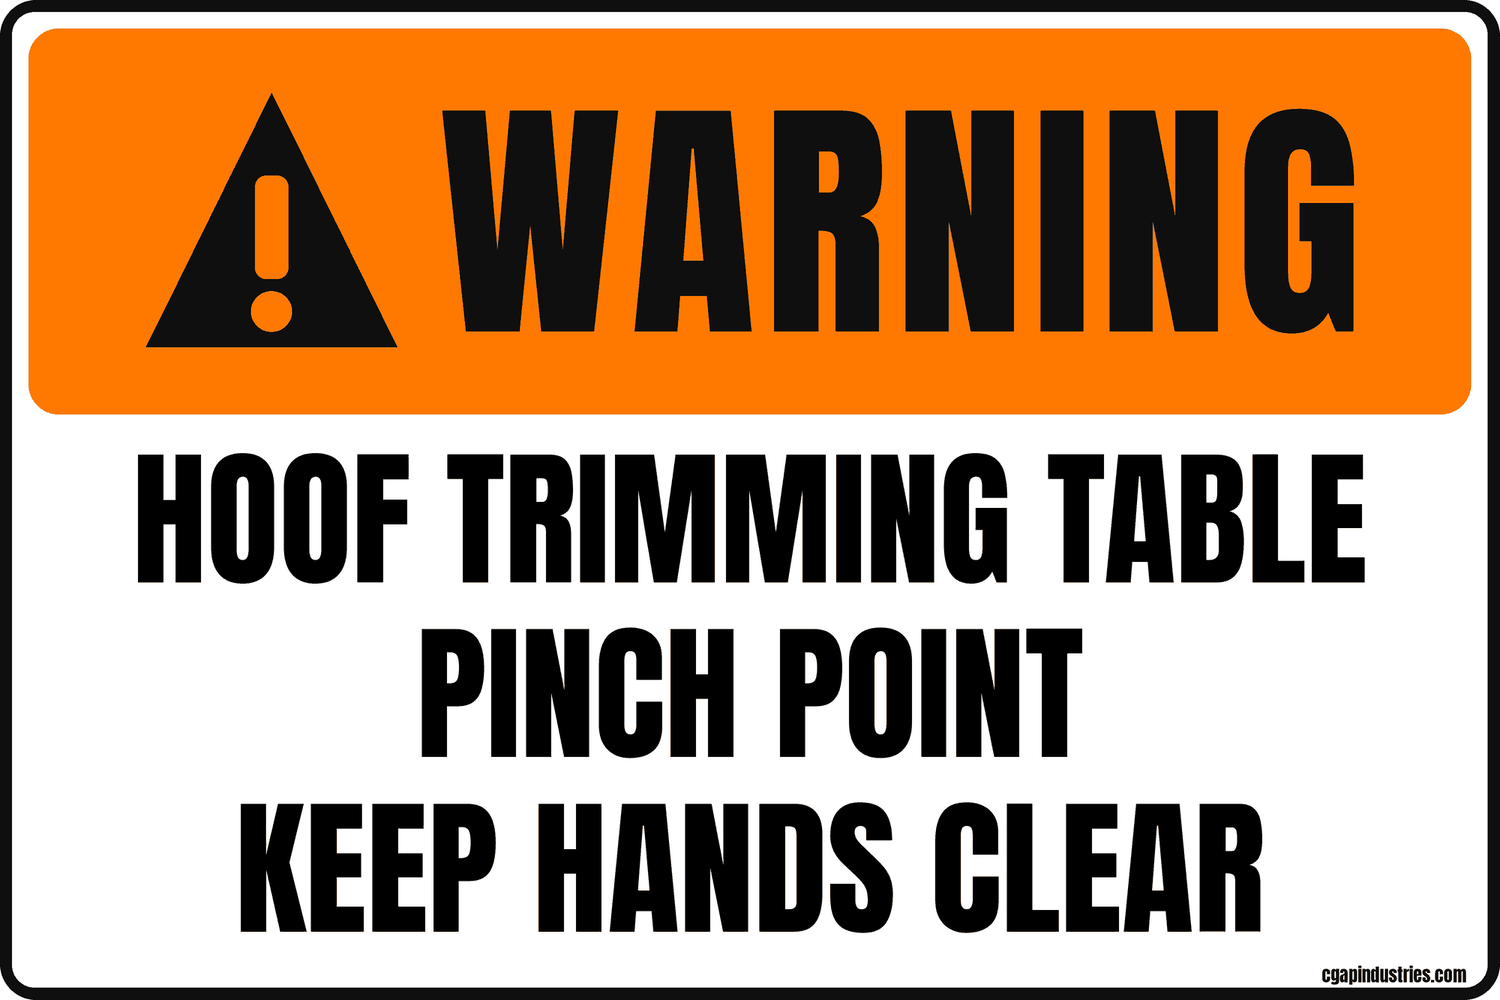 WARNING
HOOF TRIMMING TABLE
PINCH POINT
KEEP HANDS CLEAR
cgapindustries.com